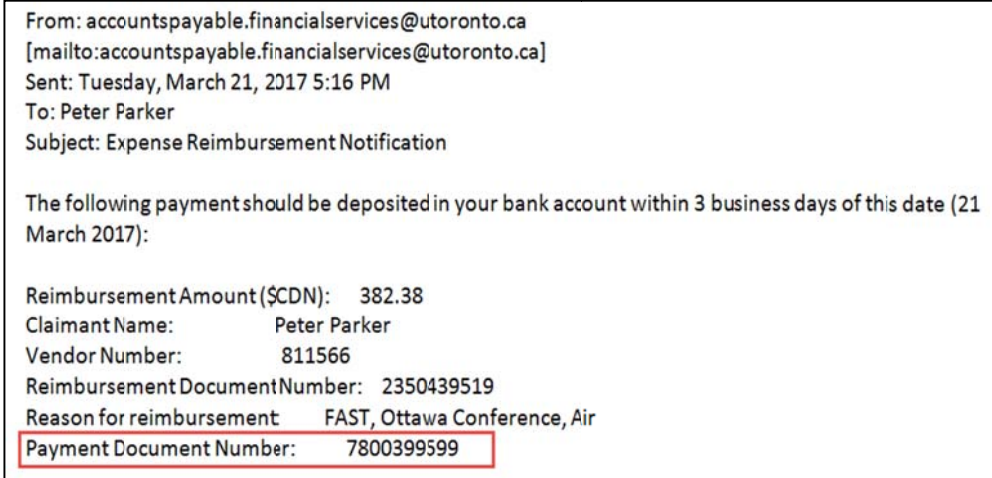 From: accountspayable.financialservices@utoronto.ca
[mailto:accountspayable.financialservices@utoronto.ca]
Sent: Tuesday, March 21, 2017 5:16 PM
To: Peter Parker
Subject: Expense Reimbursement Notification
The following payment should be deposited in your bank account within 3 business days of this date (21
March 2017):
Reimbursement Amount ($CDN): 382.38
Claimant Name: Peter Parker
Vendor Number: 811566
Reimbursement Document Number: 2350439519
Reason for reimbursement: FAST, Ottawa Conference, Air
Payment Document Number: 7800399599